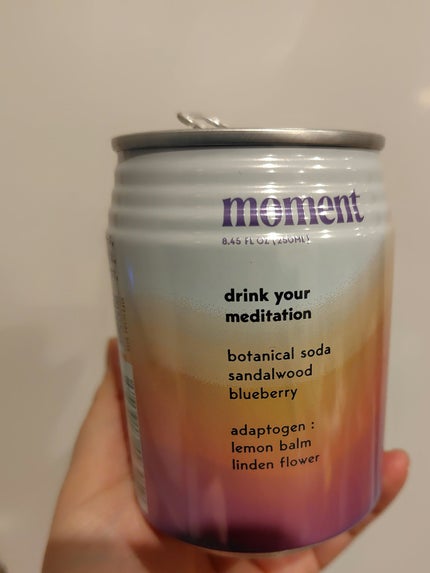 moment
8.45 FL OZ (250ML)
drink your
meditation
botanical soda
sandalwood
blueberry
adaptogen :
lemon balm
linden flower